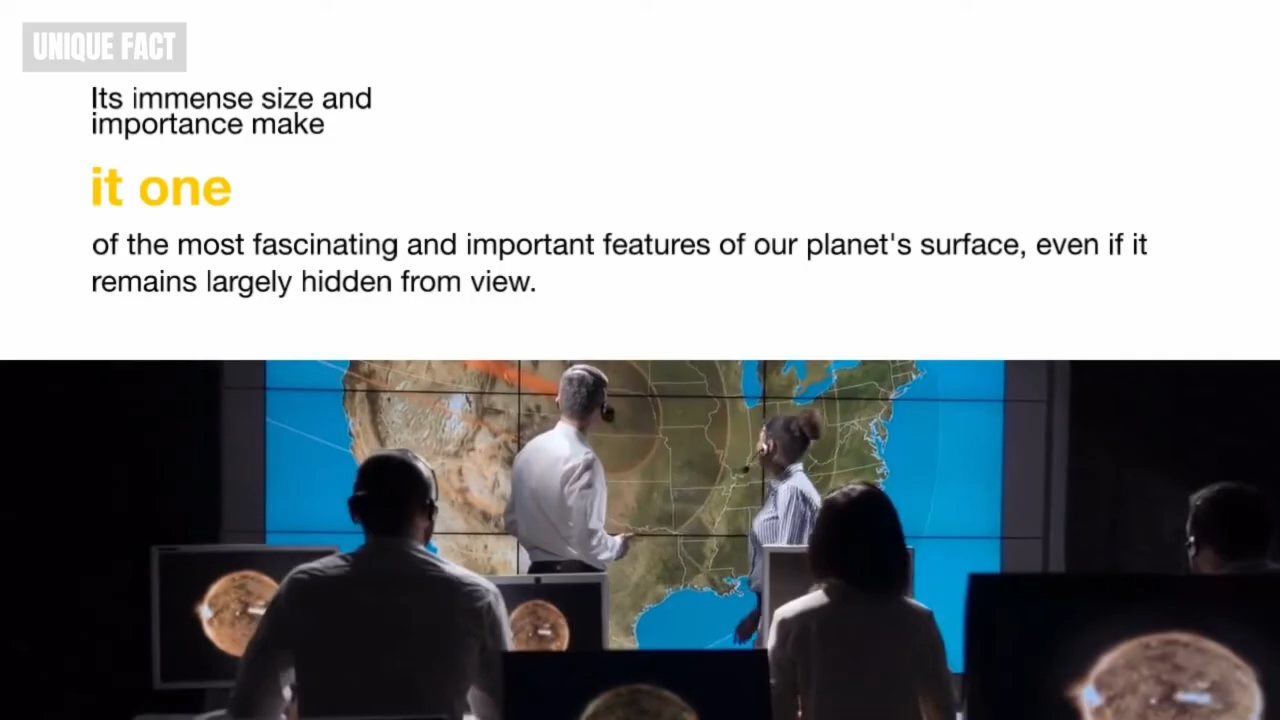 UNIQUE FACT
Its immense size and
importance make
it one
of the most fascinating and important features of our planet's surface, even if it
remains largely hidden from view.